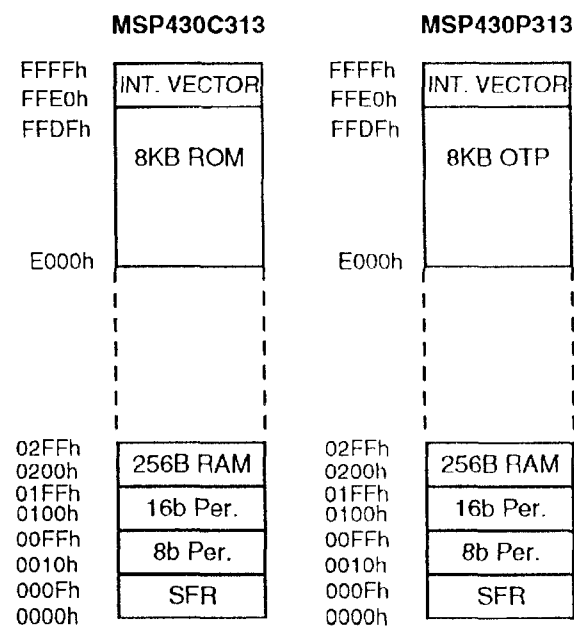 MSP430C313
FFFFh
FFE0h
INT. VECTOR
FFDFh
8KB ROM
E000h
02FFh
0200h
256B RAM
01FFh
0100h
16b Per.
00FFh
0010h
8b Per.
000Fh
0000h
SFR
MSP430P313
FFFFh
FFE0h
INT. VECTOR
FFDFh
8KB OTP
E000h
02FFh
0200h
256B RAM
01FFh
0100h
16b Per.
00FFh
0010h
8b Per.
000Fh
0000h
SFR